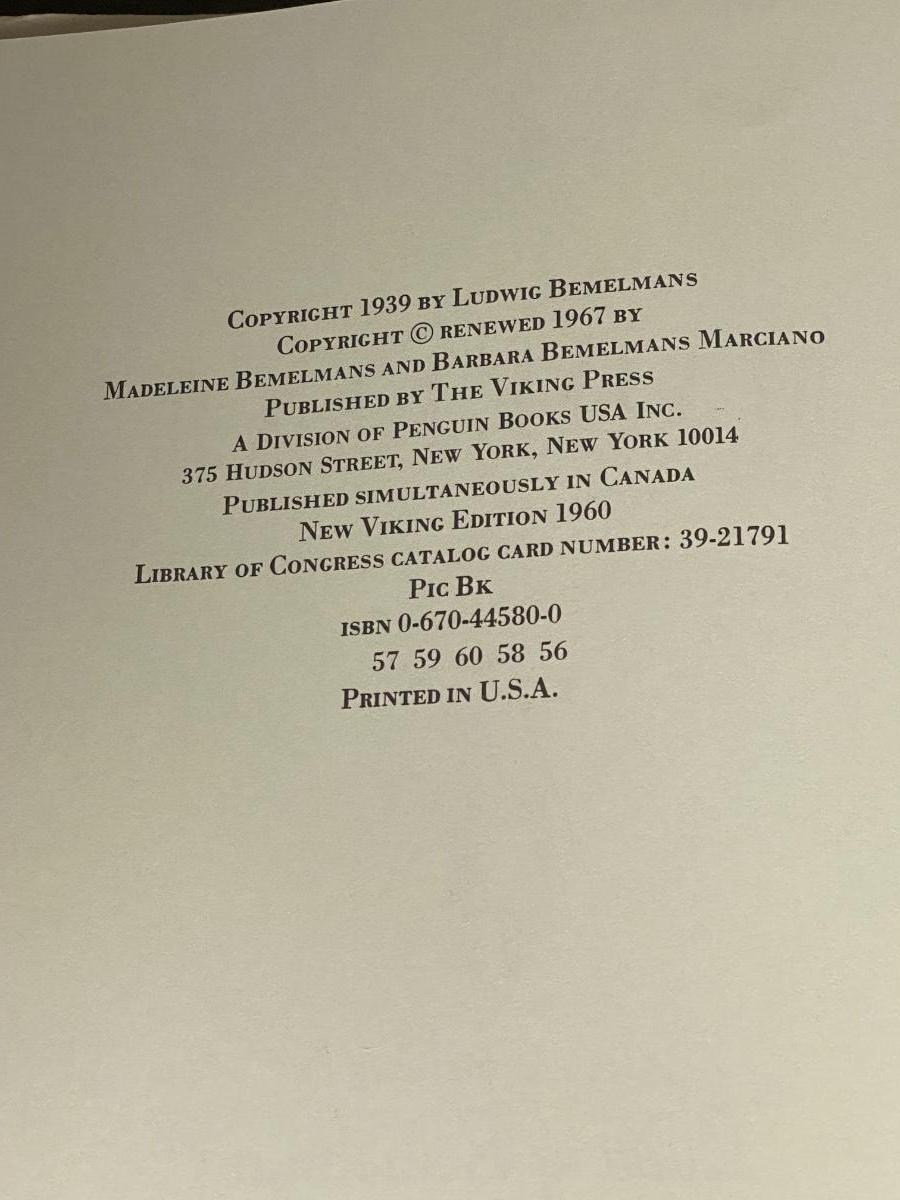 Copyright 1939 by Ludwig Bemelmans
Copyright © renewed 1967 by
Madeleine Bemelmans and Barbara Bemelmans Marciano
Published by The Viking Press
a Division of Penguin Books USA Inc.
375 Hudson Street, New York, New York 10014
Published simultaneously in Canada
New Viking Edition 1960
Library of Congress catalog card number: 39-21791
Pic Bk
ISBN 0-670-44580-0
57 59 60 58 56
Printed in U.S.A.